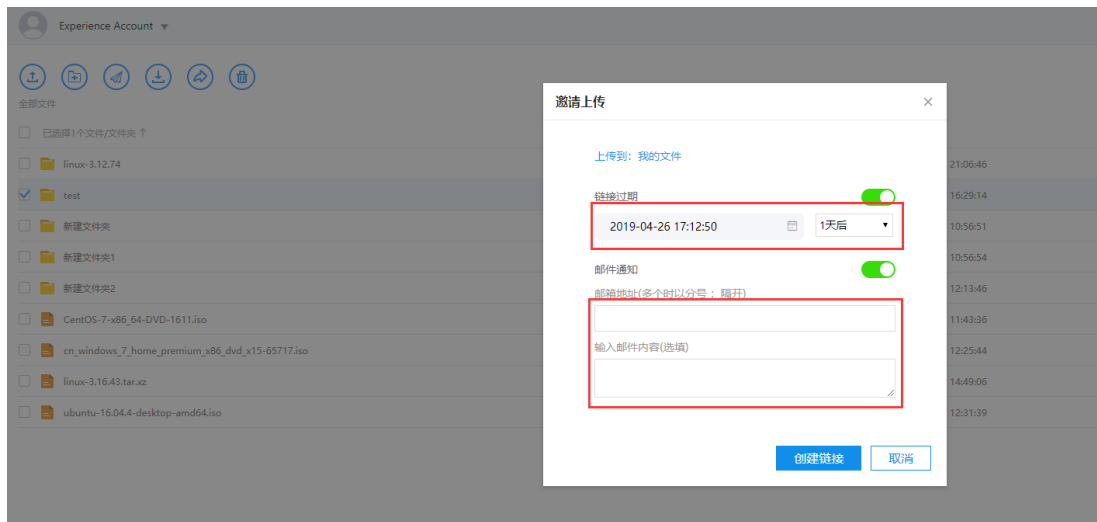 Experience Account
全部文件
已选择1个文件/文件夹
邀请上传
上传到：我的文件
linux-3.12.74
21:06:46
test
16:29:14
链接过期
新建文件夹
2019-04-26 17:12:50
1天后
10:56:51
新建文件夹1
10:56:54
邮件通知
新建文件夹2
邮箱地址(多个时以分号 ; 隔开)
12:13:46
CentOS-7-x86_64-DVD-1611.iso
11:43:36
cn_windows_7_home_premium_x86_dvd_x15-65717.iso
输入邮件内容(选填)
12:25:44
linux-3.16.43.tar.xz
14:49:06
ubuntu-16.04.4-desktop-amd64.iso
12:31:39
创建链接
取消